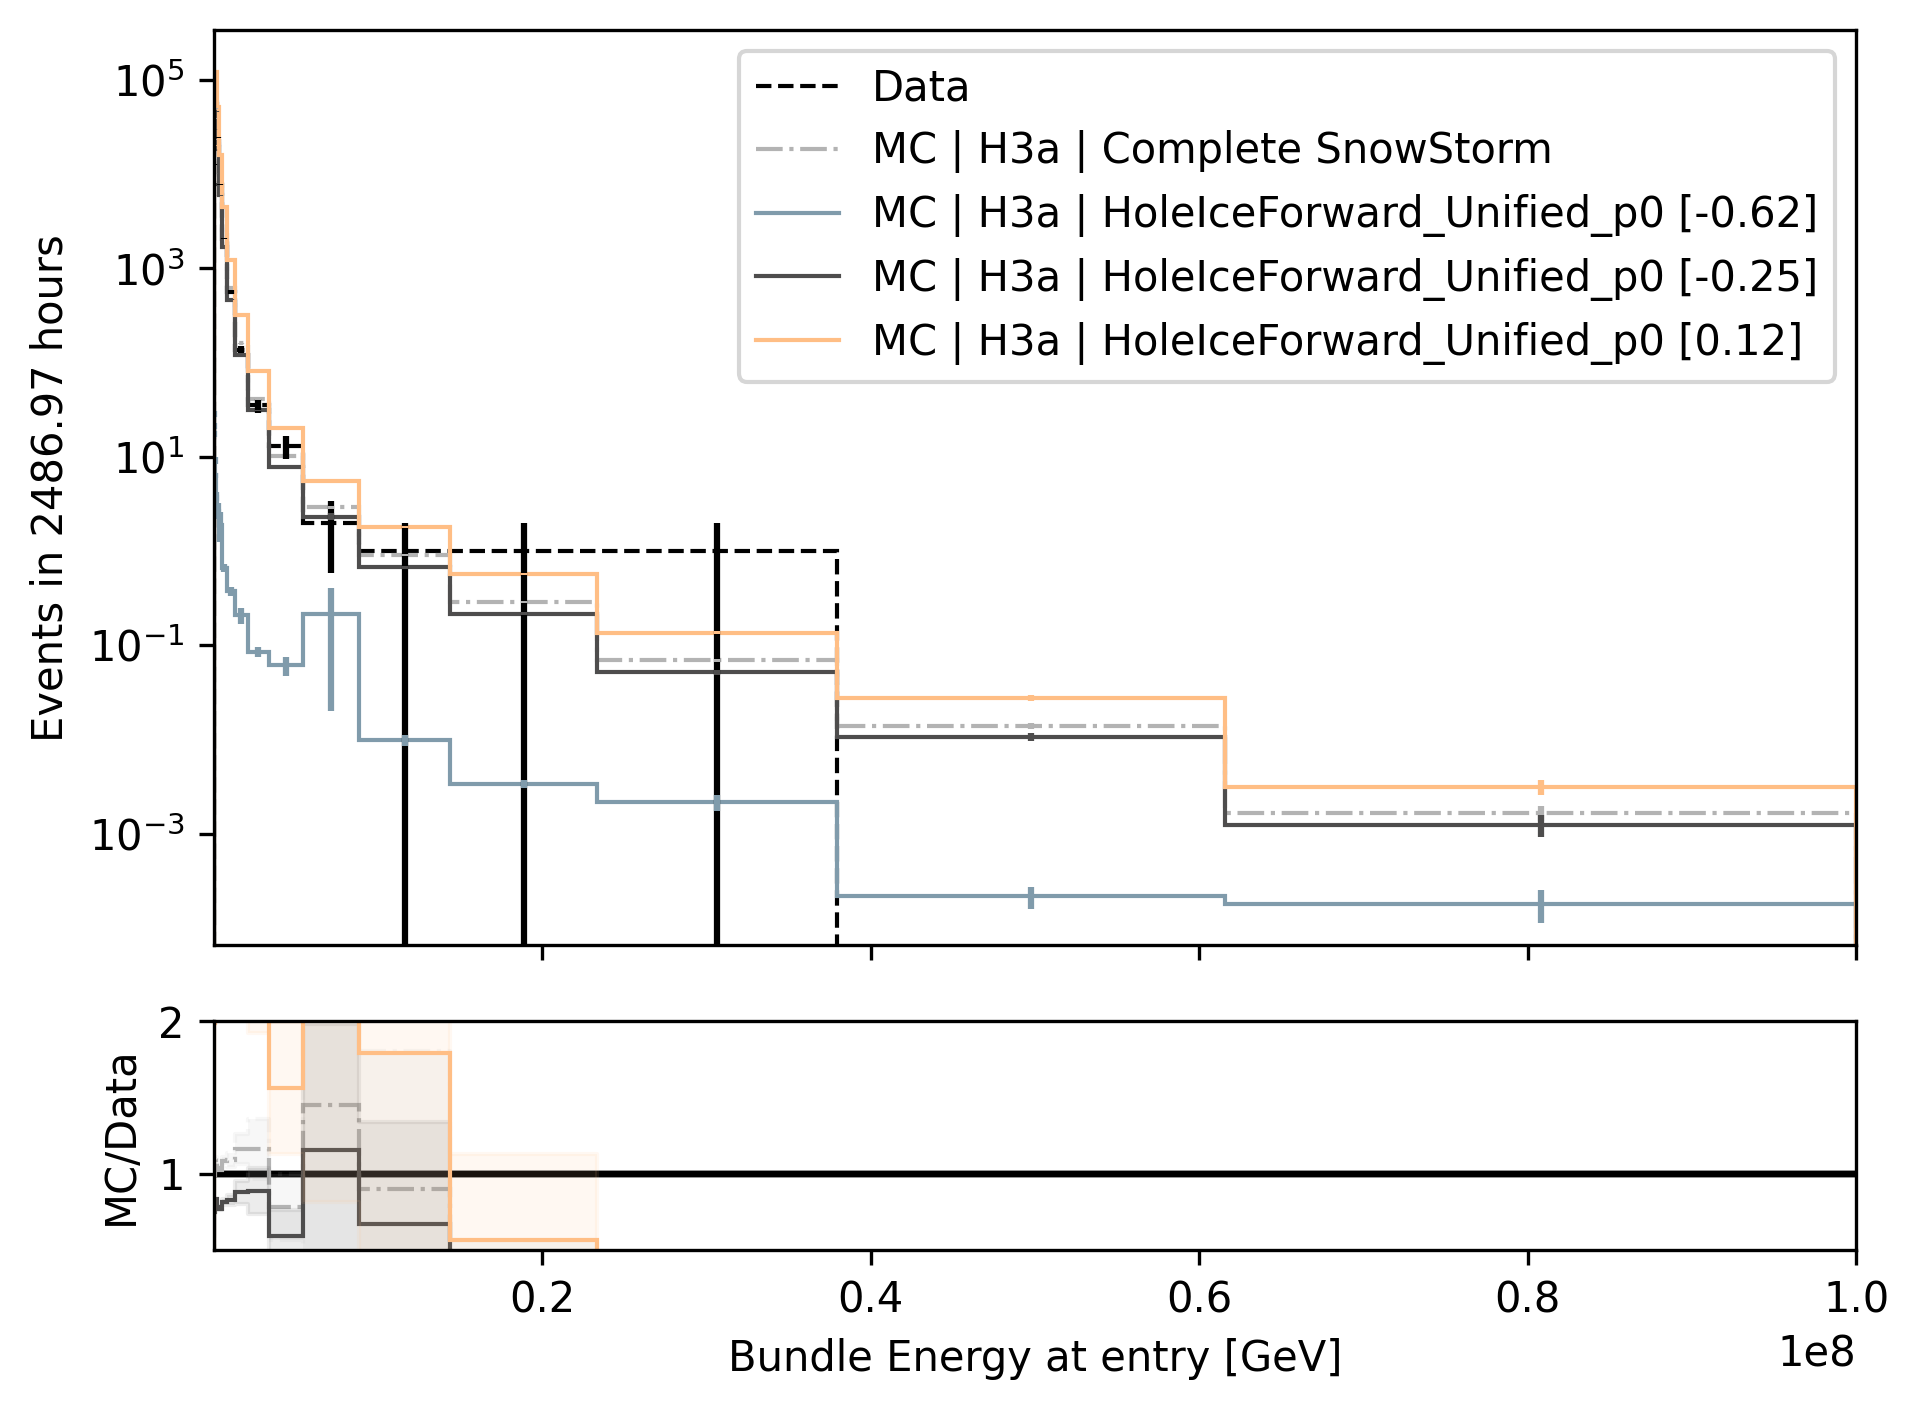 Data
MC | H3a | Complete SnowStorm
MC | H3a | HoleIceForward_Unified_p0 [-0.62]
MC | H3a | HoleIceForward_Unified_p0 [-0.25]
MC | H3a | HoleIceForward_Unified_p0 [0.12]
Events in 2486.97 hours
10^5
10^3
10^1
10^−1
10^−3
MC/Data
2
1
0.2 0.4 0.6 0.8 1.0
1e8
Bundle Energy at entry [GeV]